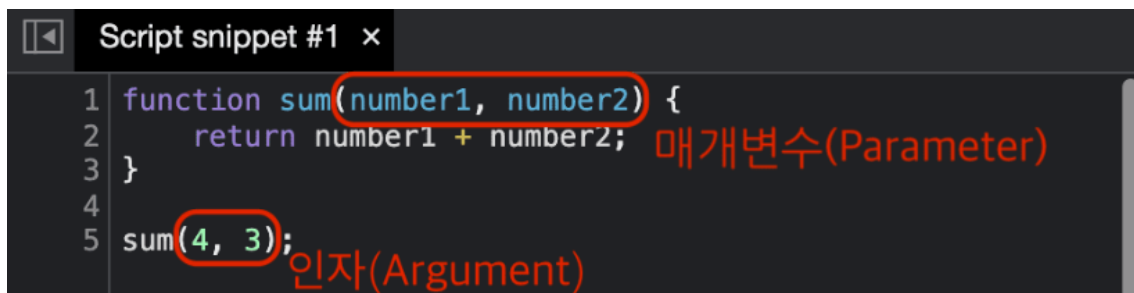 Script snippet #1 ×
1 function sum(number1, number2) {
2 return number1 + number2; 매개변수(Parameter)
3 }
4
5 sum(4, 3);
인자(Argument)